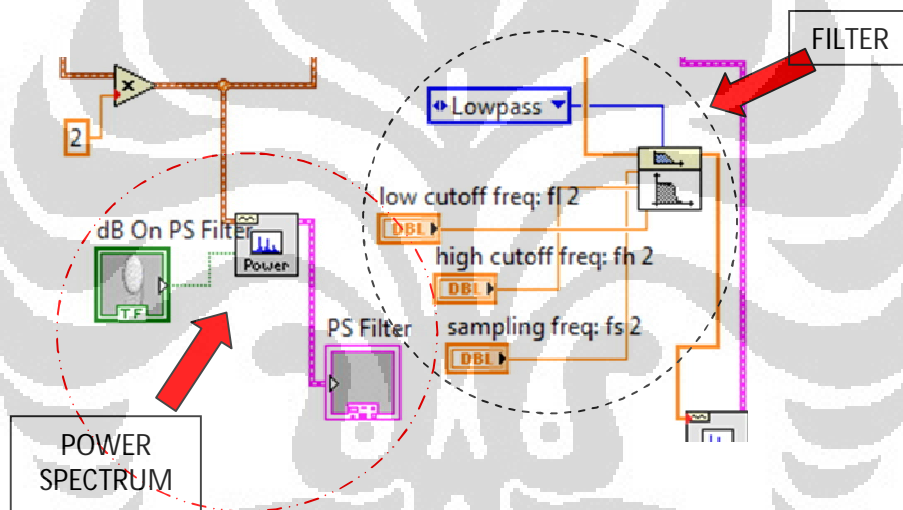 FILTER
Lowpass
2
low cutoff freq: fl 2
dB On PS Filter
DBL
high cutoff freq: fh 2
Power
DBL
TF
PS Filter
sampling freq: fs 2
DBL
POWER
SPECTRUM